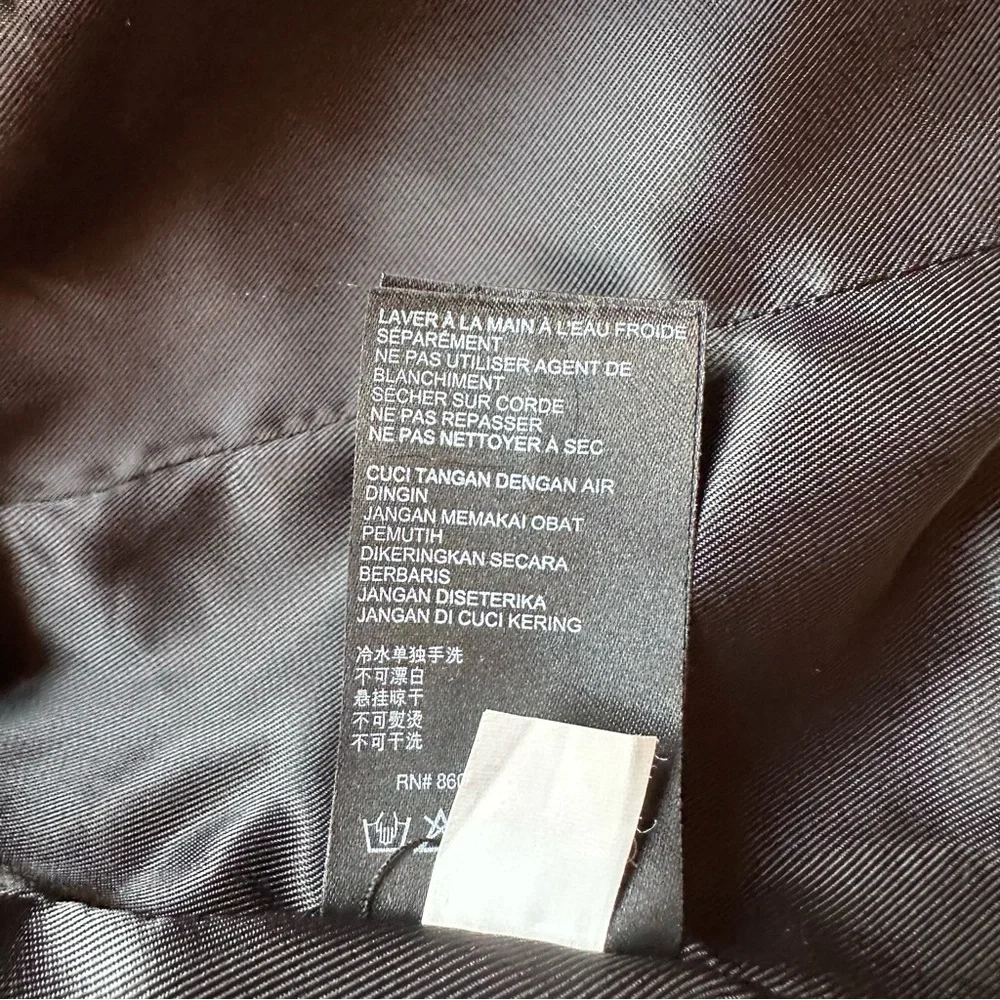 LAVER À LA MAIN À L'EAU FROIDE
SÉPARÉMENT
NE PAS UTILISER AGENT DE
BLANCHIMENT
SÉCHER SUR CORDE
NE PAS REPASSER
NE PAS NETTOYER À SEC
CUCI TANGAN DENGAN AIR
DINGIN
JANGAN MEMAKAI OBAT
PEMUTIH
DIKERINGKAN SECARA
BERBARIS
JANGAN DISETERIKA
JANGAN DI CUCI KERING
冷水单独手洗
不可漂白
悬挂晾干
不可熨烫
不可干洗
RN# 860